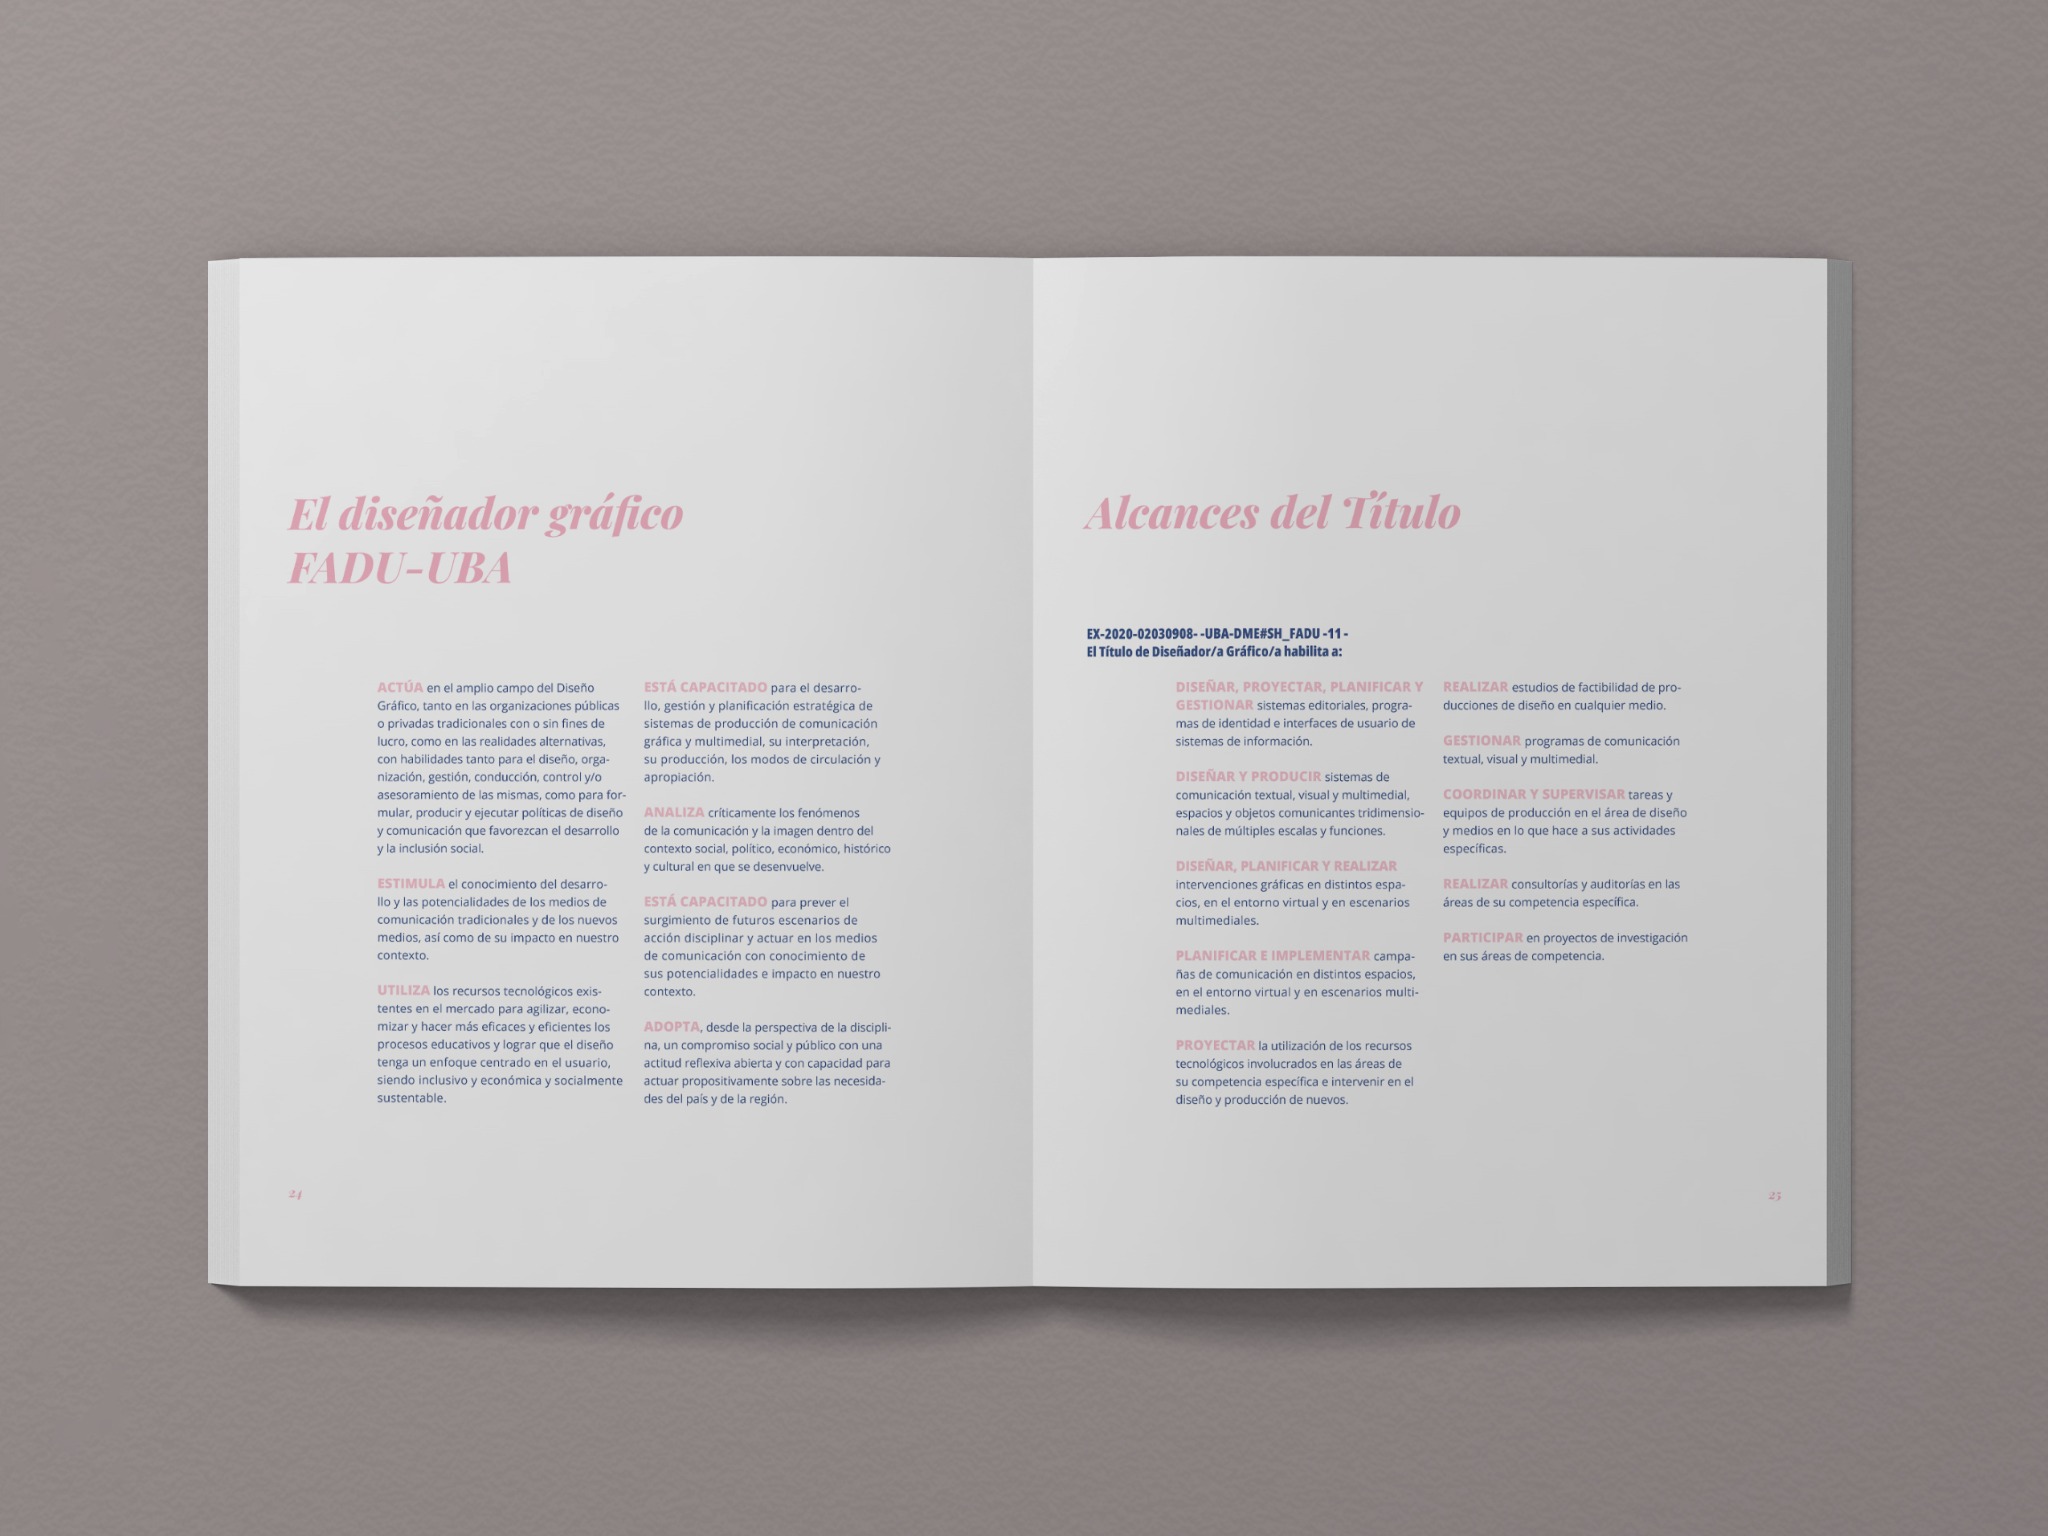 El diseñador gráfico
FADU-UBA
ACTÚA en el amplio campo del Diseño
Gráfico, tanto en las organizaciones públicas
o privadas tradicionales con o sin fines de
lucro, como en las realidades alternativas,
con habilidades tanto para el diseño, orga-
nización, gestión, conducción, control y/o
asesoramiento de las mismas, como para for-
mular, producir y ejecutar políticas de diseño
y comunicación que favorezcan el desarrollo
y la inclusión social.
ESTIMULA el conocimiento del desarro-
llo y las potencialidades de los medios de
comunicación tradicionales y de los nuevos
medios, así como de su impacto en nuestro
contexto.
UTILIZA los recursos tecnológicos exis-
tentes en el mercado para agilizar, econo-
mizar y hacer más eficaces y eficientes los
procesos educativos y lograr que el diseño
tenga un enfoque centrado en el usuario,
siendo inclusivo y económica y socialmente
sustentable.
ESTÁ CAPACITADO para el desarro-
llo, gestión y planificación estratégica de
sistemas de producción de comunicación
gráfica y multimedial, su interpretación,
su producción, los modos de circulación y
apropiación.
ANALIZA críticamente los fenómenos
de la comunicación y la imagen dentro del
contexto social, político, económico, histórico
y cultural en que se desenvuelve.
ESTÁ CAPACITADO para prever el
surgimiento de futuros escenarios de
acción disciplinar y actuar en los medios
de comunicación con conocimiento de
sus potencialidades e impacto en nuestro
contexto.
ADOPTA, desde la perspectiva de la discipli-
na, un compromiso social y público con una
actitud reflexiva abierta y con capacidad para
actuar propositivamente sobre las necesida-
des del país y de la región.
24
Alcances del Título
EX-2020-02030908- -UBA-DME#SH_FADU -11 -
El Título de Diseñador/a Gráfico/a habilita a:
DISEÑAR, PROYECTAR, PLANIFICAR Y
GESTIONAR sistemas editoriales, progra-
mas de identidad e interfaces de usuario de
sistemas de información.
DISEÑAR Y PRODUCIR sistemas de
comunicación textual, visual y multimedial,
espacios y objetos comunicantes tridimensio-
nales de múltiples escalas y funciones.
DISEÑAR, PLANIFICAR Y REALIZAR
intervenciones gráficas en distintos espa-
cios, en el entorno virtual y en escenarios
multimediales.
PLANIFICAR E IMPLEMENTAR campa-
ñas de comunicación en distintos espacios,
en el entorno virtual y en escenarios multi-
mediales.
PROYECTAR la utilización de los recursos
tecnológicos involucrados en las áreas de
su competencia específica e intervenir en el
diseño y producción de nuevos.
REALIZAR estudios de factibilidad de pro-
ducciones de diseño en cualquier medio.
GESTIONAR programas de comunicación
textual, visual y multimedial.
COORDINAR Y SUPERVISAR tareas y
equipos de producción en el área de diseño
y medios en lo que hace a sus actividades
específicas.
REALIZAR consultorías y auditorías en las
áreas de su competencia específica.
PARTICIPAR en proyectos de investigación
en sus áreas de competencia.
25